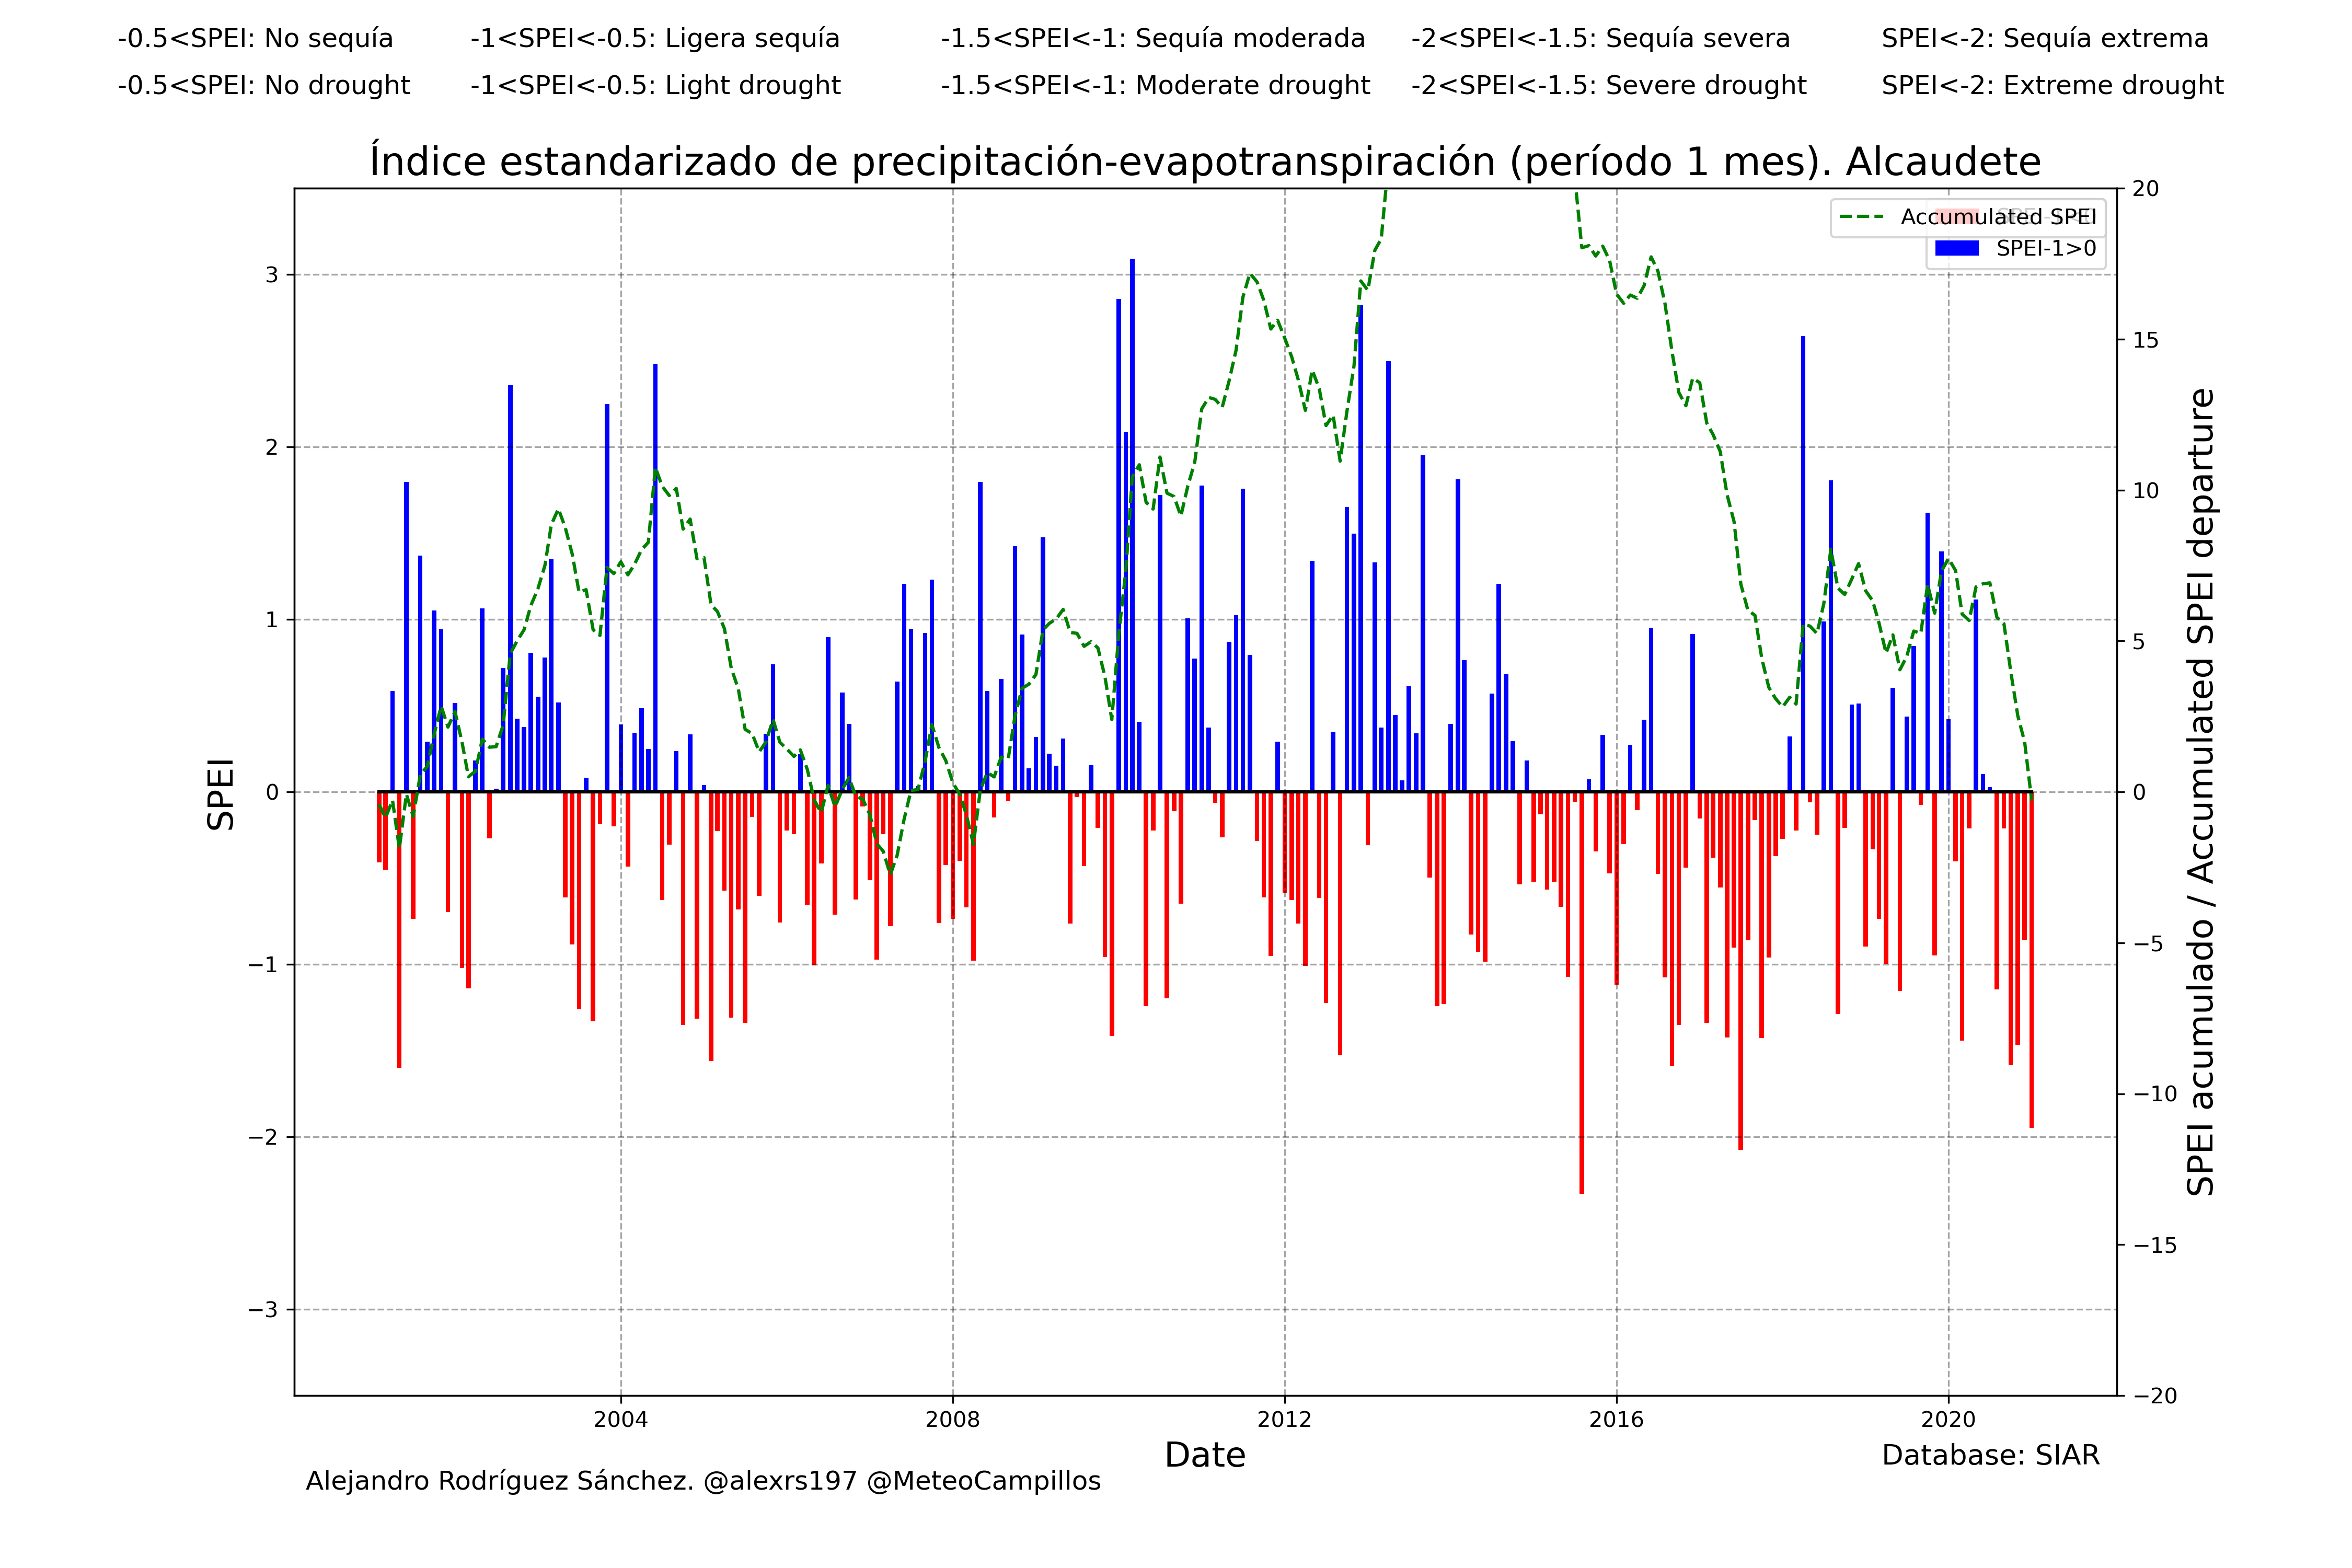 -0.5<SPEI: No sequía -1<SPEI<-0.5: Ligera sequía -1.5<SPEI<-1: Sequía moderada -2<SPEI<-1.5: Sequía severa SPEI<-2: Sequía extrema
-0.5<SPEI: No drought -1<SPEI<-0.5: Light drought -1.5<SPEI<-1: Moderate drought -2<SPEI<-1.5: Severe drought SPEI<-2: Extreme drought
Índice estandarizado de precipitación-evapotranspiración (período 1 mes). Alcaudete
Accumulated SPEI
SPEI-1>0
SPEI
3
2
1
0
−1
−2
−3
20
15
10
5
0
−5
−10
−15
−20
SPEI acumulado / Accumulated SPEI departure
2004 2008 2012 2016 2020
Date
Database: SIAR
Alejandro Rodríguez Sánchez. @alexrs197 @MeteoCampillos